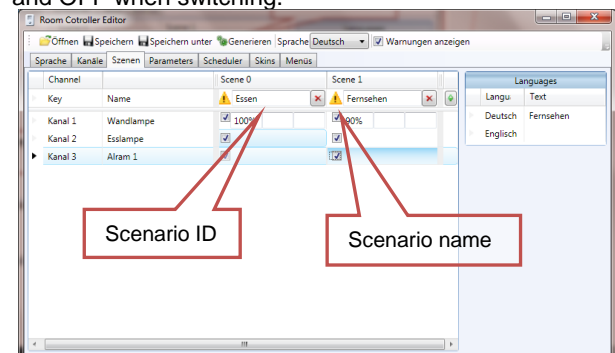 and OFF when switching.
Room Cotroller Editor
Öffnen Speichern Speichern unter Generieren Sprache Deutsch Warnungen anzeigen
Sprache Kanäle Szenen Parameters Scheduler Skins Menüs
Channel Scene 0 Scene 1 Languages
Key Name Essen Fernsehen Langu. Text
Kanal 1 Wandlampe 100% 00% Deutsch Fernsehen
Kanal 2 Esslampe Englisch
Kanal 3 Alram 1
Scenario ID Scenario name